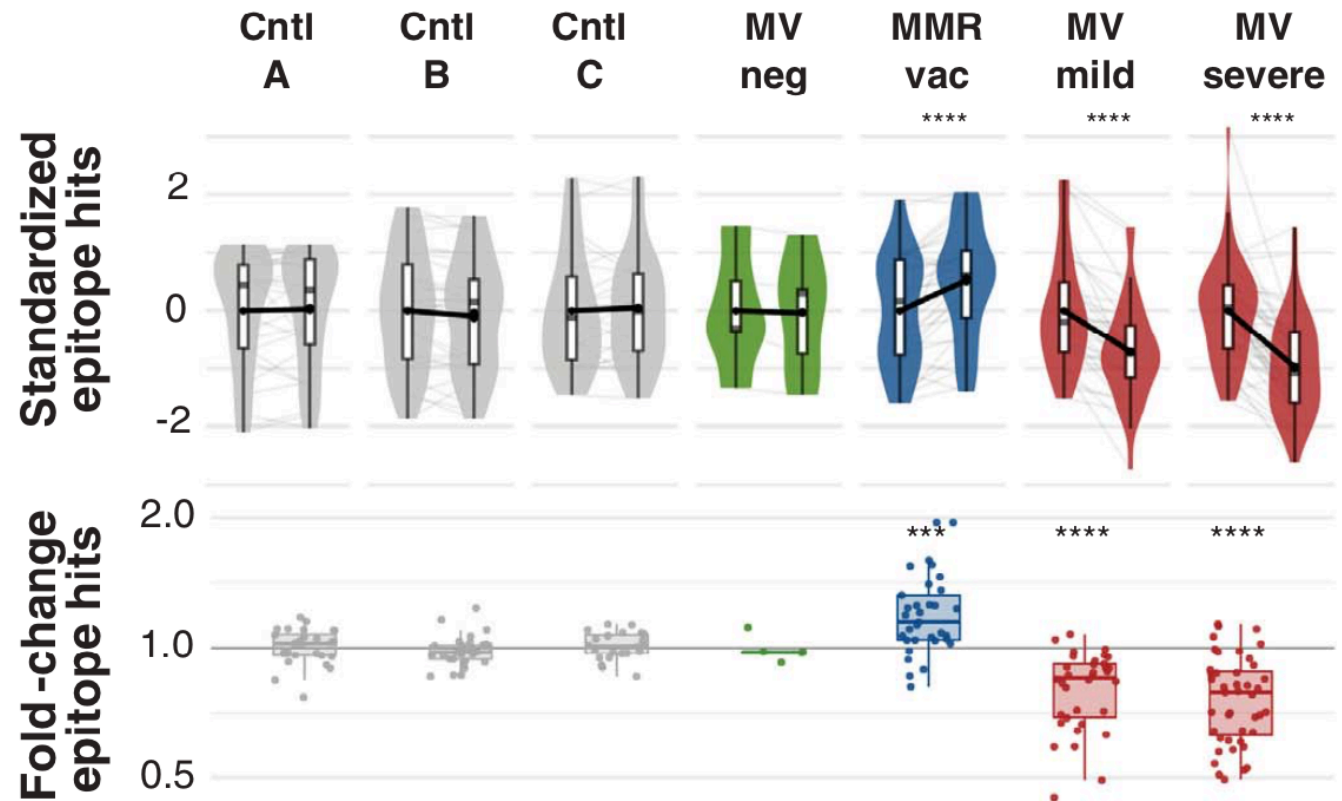 Cntl
A
Cntl
B
Cntl
C
MV
neg
MMR
vac
MV
mild
MV
severe
**** **** ****
Standardized
epitope hits
2
0
-2
Fold-change
epitope hits
2.0
1.0
0.5
*** **** ****